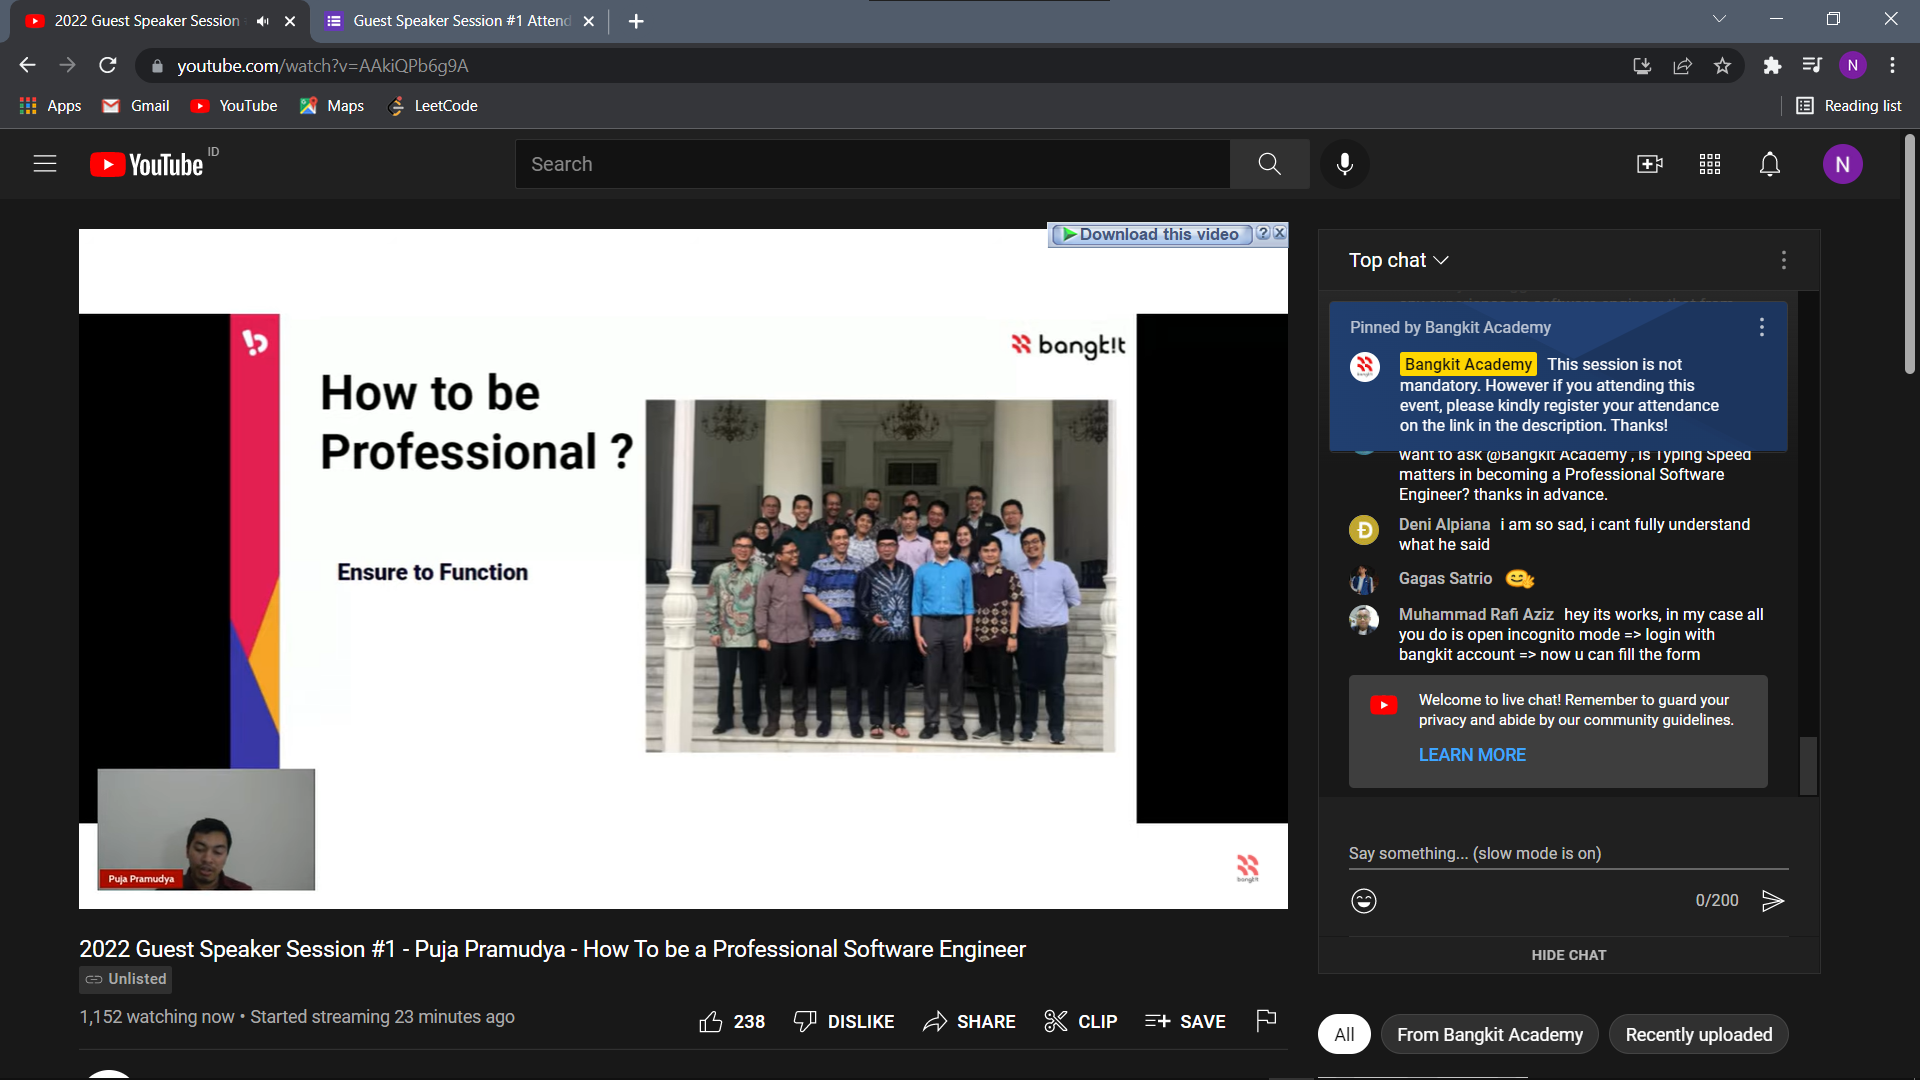 2022 Guest Speaker Session
Guest Speaker Session #1 Attend
youtube.com/watch?v=AAkiQPb6g9A
N
Apps
Gmail
YouTube
Maps
LeetCode
Reading list
YouTube ID
Search
N
Download this video ? X
bangk!t
How to be
Professional ?
Ensure to Function
Puja Pramudya
bangk!t
2022 Guest Speaker Session #1 - Puja Pramudya - How To be a Professional Software Engineer
Unlisted
1,152 watching now • Started streaming 23 minutes ago
238
DISLIKE
SHARE
CLIP
SAVE
Top chat
Pinned by Bangkit Academy
Bangkit Academy This session is not
mandatory. However if you attending this
event, please kindly register your attendance
on the link in the description. Thanks!
want to ask @Bangkit Academy , is Typing Speed
matters in becoming a Professional Software
Engineer? thanks in advance.
Deni Alpiana i am so sad, i cant fully understand
what he said
Gagas Satrio
Muhammad Rafi Aziz hey its works, in my case all
you do is open incognito mode => login with
bangkit account => now u can fill the form
Welcome to live chat! Remember to guard your
privacy and abide by our community guidelines.
LEARN MORE
Say something... (slow mode is on)
0/200
HIDE CHAT
All
From Bangkit Academy
Recently uploaded